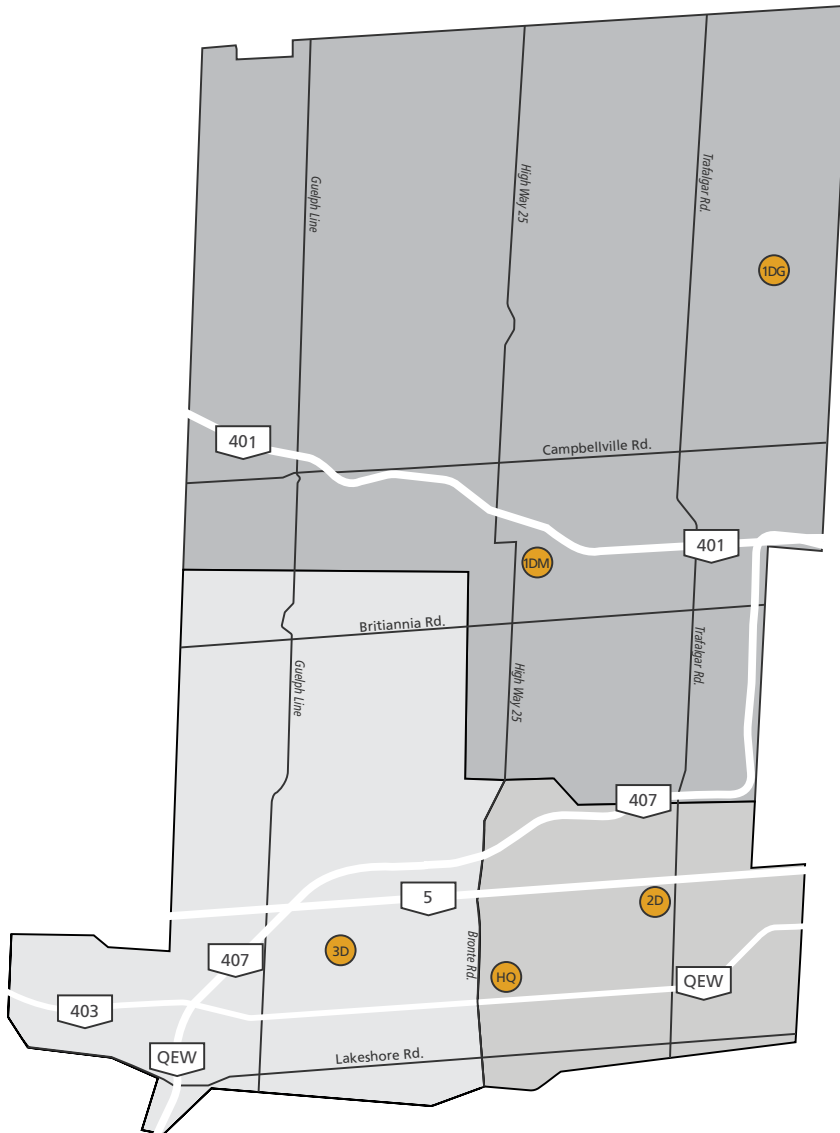 Guelph Line
High Way 25
Trafalgar Rd.
1DG
401
Campbellville Rd.
401
1DM
Britiannia Rd.
Guelph Line
High Way 25
Trafalgar Rd.
407
5
2D
3D
407
Bronte Rd.
HQ
QEW
403
QEW
Lakeshore Rd.